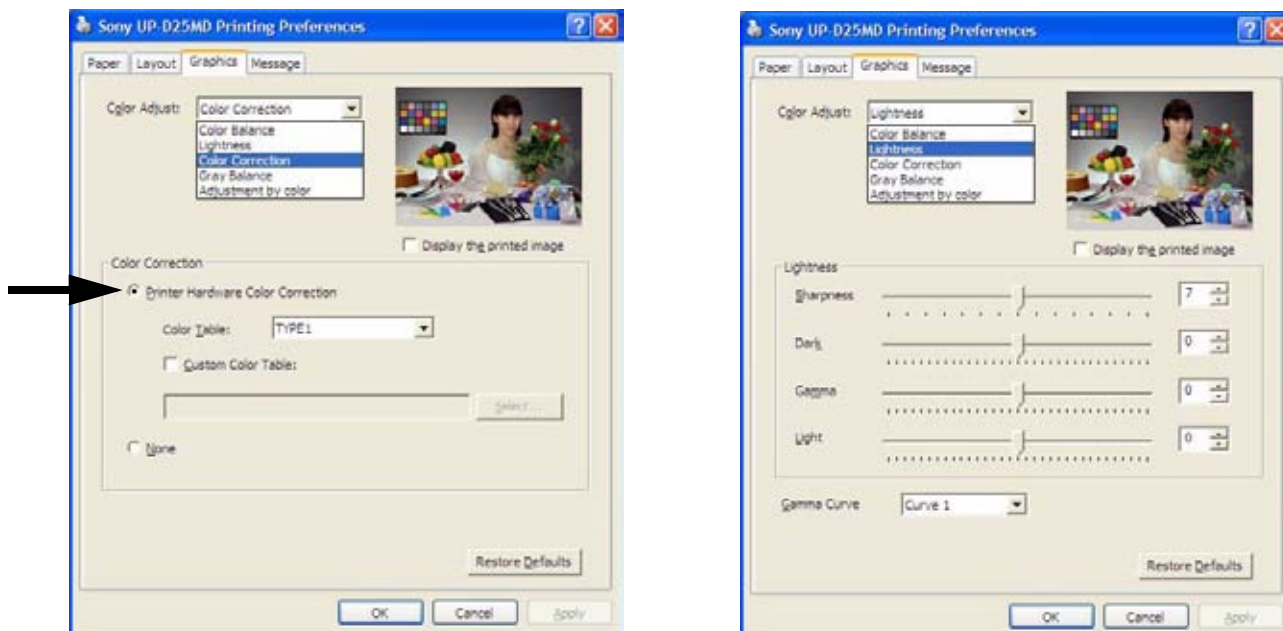 Sony UP-D25MD Printing Preferences
Paper Layout Graphics Message
Color Adjust: Color Correction
Color Balance
Lightness
Color Correction
Gray Balance
Adjustment by color
Display the printed image
Color Correction
Printer Hardware Color Correction
Color Table: TYPE1
Custom Color Table:
Select...
None
Restore Defaults
OK Cancel Apply
Sony UP-D25MD Printing Preferences
Paper Layout Graphics Message
Color Adjust: Lightness
Color Balance
Lightness
Color Correction
Gray Balance
Adjustment by color
Display the printed image
Lightness
Sharpness 7
Dark 0
Gamma 0
Light 0
Gamma Curve Curve 1
Restore Defaults
OK Cancel Apply